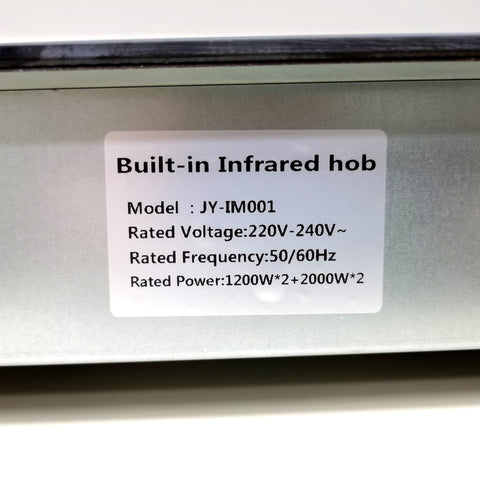 Built-in Infrared hob
Model : JY-IM001
Rated Voltage:220V-240V~
Rated Frequency:50/60Hz
Rated Power:1200W*2+2000W*2